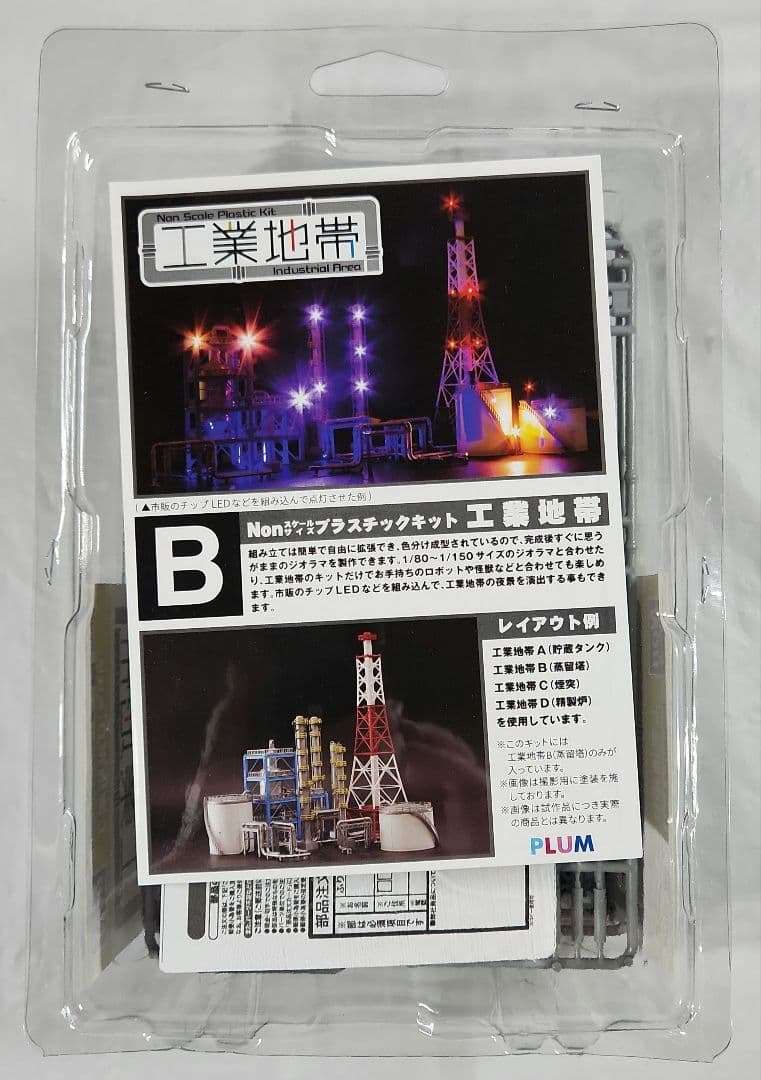 Non Scale Plastic Kit
工業地帯
Industrial Area
(▲市販のチップLEDなどを組み込んで点灯させた例)
B
Nonスケールサイズプラスチックキット 工業地帯
組み立ては簡単で自由に拡張でき、色分け成型されているので、完成後すぐに思う
がままのジオラマを製作できます。1/80～1/150サイズのジオラマと合わせた
り、工業地帯のキットだけでお手持ちのロボットや怪獣などと合わせても楽しめ
ます。市販のチップLEDなどを組み込んで、工業地帯の夜景を演出する事もでき
ます。
レイアウト例
工業地帯A(貯蔵タンク)
工業地帯B(蒸留塔)
工業地帯C(煙突)
工業地帯D(精製炉)
を使用しています。
※このキットには
工業地帯B(蒸留塔)のみが
入っています。
※画像は撮影用に塗装を施
しております。
※画像は試作品につき実際
の商品とは異なります。
PLUM
部品注
※印は必須項目です